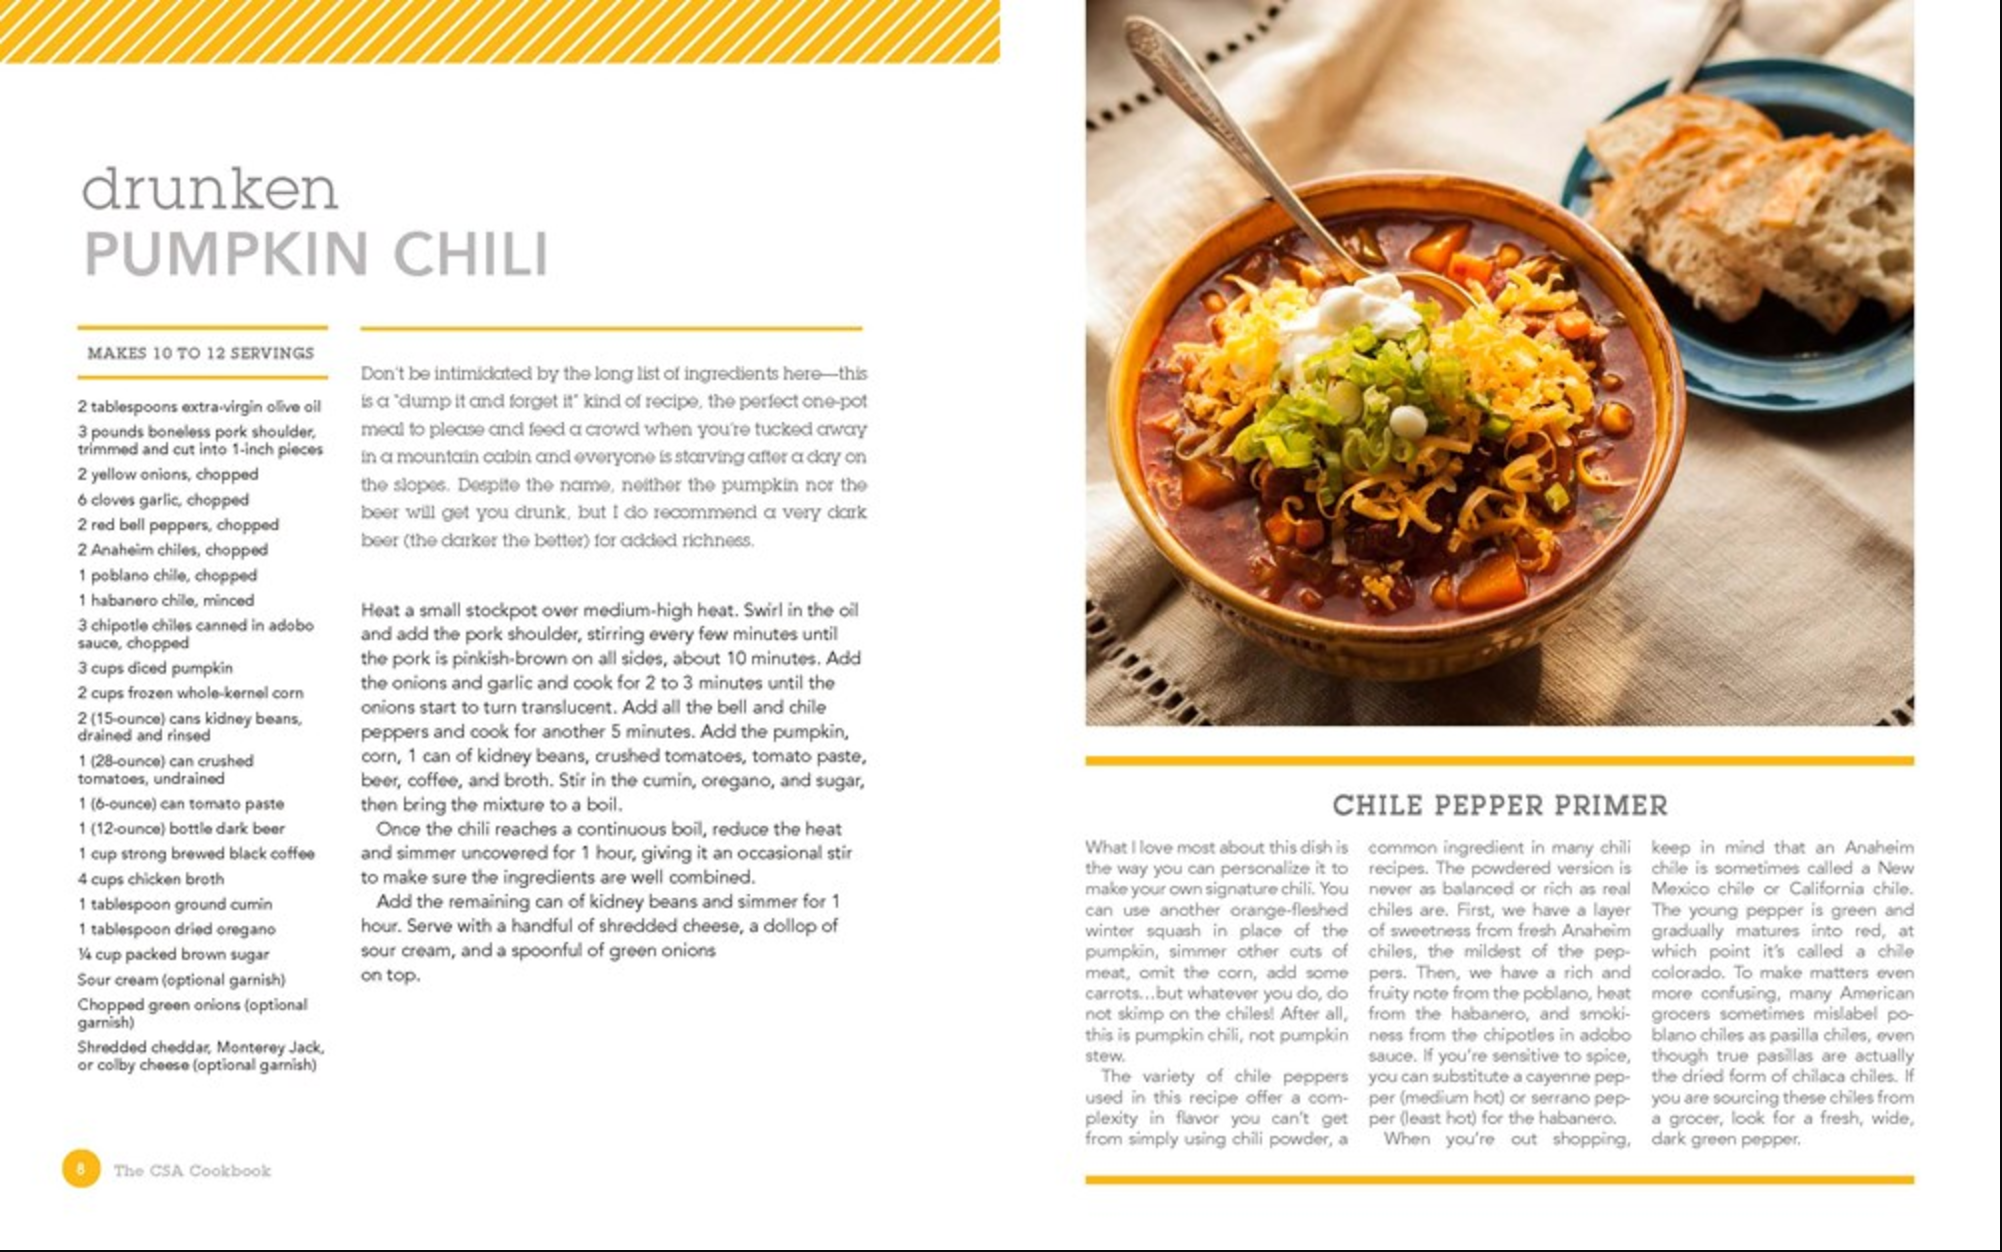 drunken
PUMPKIN CHILI
MAKES 10 TO 12 SERVINGS
2 tablespoons extra-virgin olive oil
3 pounds boneless pork shoulder,
trimmed and cut into 1-inch pieces
2 yellow onions, chopped
6 cloves garlic, chopped
2 red bell peppers, chopped
2 Anaheim chiles, chopped
1 poblano chile, chopped
1 habanero chile, minced
3 chipotle chiles canned in adobo
sauce, chopped
3 cups diced pumpkin
2 cups frozen whole-kernel corn
2 (15-ounce) cans kidney beans,
drained and rinsed
1 (28-ounce) can crushed
tomatoes, undrained
1 (6-ounce) can tomato paste
1 (12-ounce) bottle dark beer
1 cup strong brewed black coffee
4 cups chicken broth
1 tablespoon ground cumin
1 tablespoon dried oregano
¼ cup packed brown sugar
Sour cream (optional garnish)
Chopped green onions (optional
garnish)
Shredded cheddar, Monterey Jack,
or colby cheese (optional garnish)
Don't be intimidated by the long list of ingredients here—this
is a "dump it and forget it" kind of recipe, the perfect one-pot
meal to please and feed a crowd when you're tucked away
in a mountain cabin and everyone is starving after a day on
the slopes. Despite the name, neither the pumpkin nor the
beer will get you drunk, but I do recommend a very dark
beer (the darker the better) for added richness.
Heat a small stockpot over medium-high heat. Swirl in the oil
and add the pork shoulder, stirring every few minutes until
the pork is pinkish-brown on all sides, about 10 minutes. Add
the onions and garlic and cook for 2 to 3 minutes until the
onions start to turn translucent. Add all the bell and chile
peppers and cook for another 5 minutes. Add the pumpkin,
corn, 1 can of kidney beans, crushed tomatoes, tomato paste,
beer, coffee, and broth. Stir in the cumin, oregano, and sugar,
then bring the mixture to a boil.
Once the chili reaches a continuous boil, reduce the heat
and simmer uncovered for 1 hour, giving it an occasional stir
to make sure the ingredients are well combined.
Add the remaining can of kidney beans and simmer for 1
hour. Serve with a handful of shredded cheese, a dollop of
sour cream, and a spoonful of green onions
on top.
8 The CSA Cookbook
CHILE PEPPER PRIMER
What I love most about this dish is
the way you can personalize it to
make your own signature chili. You
can use another orange-fleshed
winter squash in place of the
pumpkin, simmer other cuts of
meat, omit the corn, add some
carrots...but whatever you do, do
not skimp on the chiles! After all,
this is pumpkin chili, not pumpkin
stew.
The variety of chile peppers
used in this recipe offer a com-
plexity in flavor you can't get
from simply using chili powder, a
common ingredient in many chili
recipes. The powdered version is
never as balanced or rich as real
chiles are. First, we have a layer
of sweetness from fresh Anaheim
chiles, the mildest of the pep-
pers. Then, we have a rich and
fruity note from the poblano, heat
from the habanero, and smoki-
ness from the chipotles in adobo
sauce. If you're sensitive to spice,
you can substitute a cayenne pep-
per (medium hot) or serrano pep-
per (least hot) for the habanero.
When you're out shopping,
keep in mind that an Anaheim
chile is sometimes called a New
Mexico chile or California chile.
The young pepper is green and
gradually matures into red, at
which point it's called a chile
colorado. To make matters even
more confusing, many American
grocers sometimes mislabel po-
blano chiles as pasilla chiles, even
though true pasillas are actually
the dried form of chilaca chiles. If
you are sourcing these chiles from
a grocer, look for a fresh, wide,
dark green pepper.